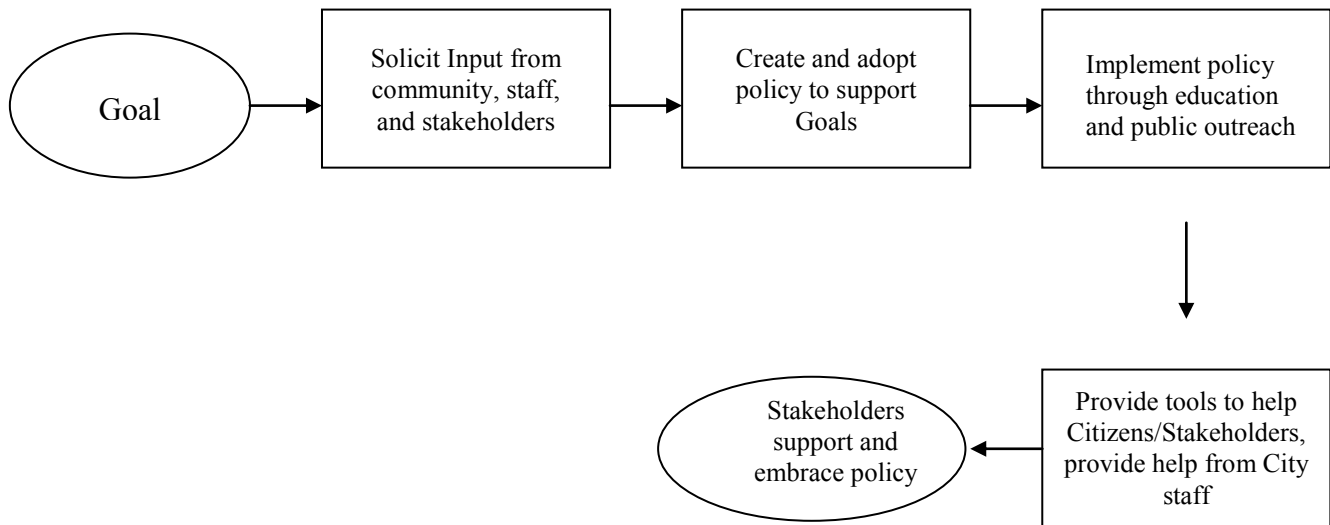 Goal
Solicit Input from
community, staff,
and stakeholders
Create and adopt
policy to support
Goals
Implement policy
through education
and public outreach
Provide tools to help
Citizens/Stakeholders,
provide help from City
staff
Stakeholders
support and
embrace policy